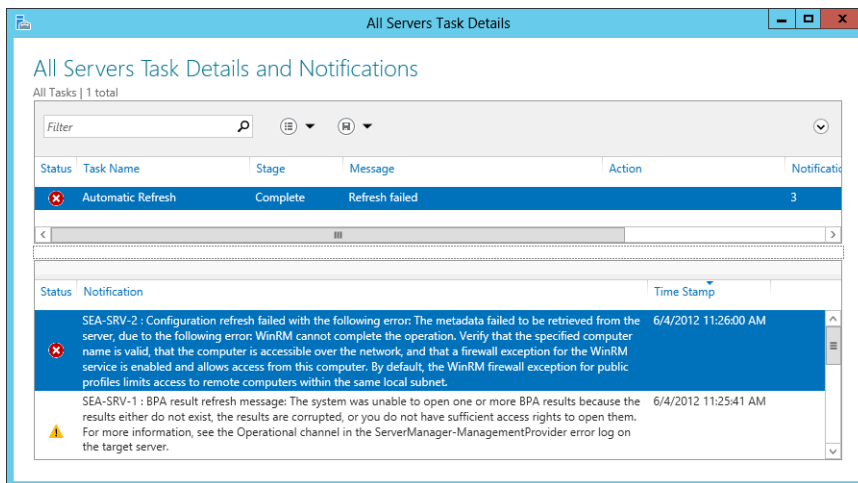 All Servers Task Details
All Servers Task Details and Notifications
All Tasks | 1 total
Filter
Status Task Name Stage Message Action Notificatio
Automatic Refresh Complete Refresh failed 3
Status Notification Time Stamp
SEA-SRV-2 : Configuration refresh failed with the following error: The metadata failed to be retrieved from the 6/4/2012 11:26:00 AM
server, due to the following error: WinRM cannot complete the operation. Verify that the specified computer
name is valid, that the computer is accessible over the network, and that a firewall exception for the WinRM
service is enabled and allows access from this computer. By default, the WinRM firewall exception for public
profiles limits access to remote computers within the same local subnet.
SEA-SRV-1 : BPA result refresh message: The system was unable to open one or more BPA results because the 6/4/2012 11:25:41 AM
results either do not exist, the results are corrupted, or you do not have sufficient access rights to open them.
For more information, see the Operational channel in the ServerManager-ManagementProvider error log on
the target server.